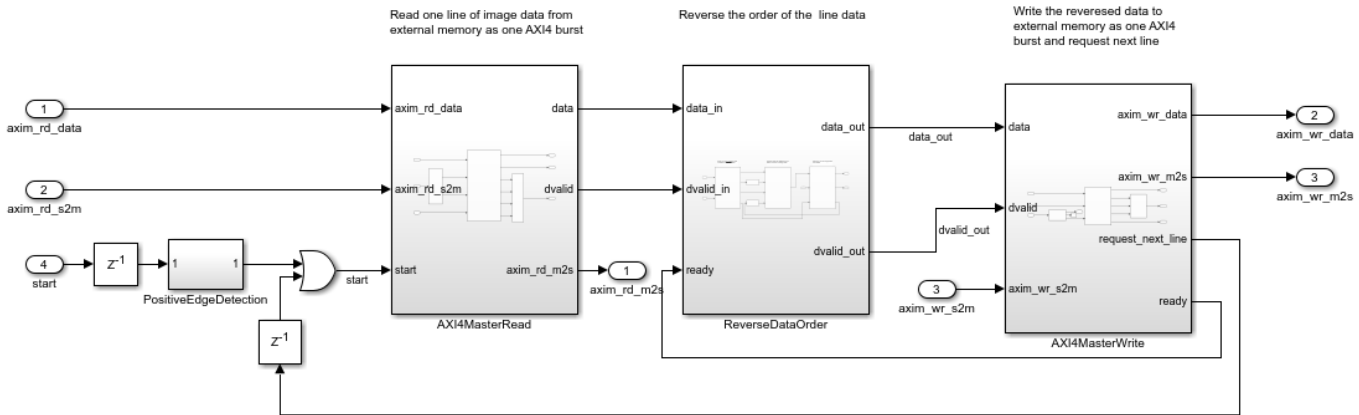 Read one line of image data from
external memory as one AXI4 burst
Reverse the order of the  line data
Write the reveresed data to
external memory as one AXI4
burst and request next line
1
axim_rd_data
2
axim_rd_s2m
4
start
z-1
1
1
PositiveEdgeDetection
z-1
start
axim_rd_data
axim_rd_s2m
start
data
dvalid
axim_rd_m2s
AXI4MasterRead
1
axim_rd_m2s
data_in
dvalid_in
ready
data_out
dvalid_out
ReverseDataOrder
data_out
dvalid_out
3
axim_wr_s2m
data
dvalid
axim_wr_s2m
axim_wr_data
axim_wr_m2s
request_next_line
ready
AXI4MasterWrite
2
axim_wr_data
3
axim_wr_m2s